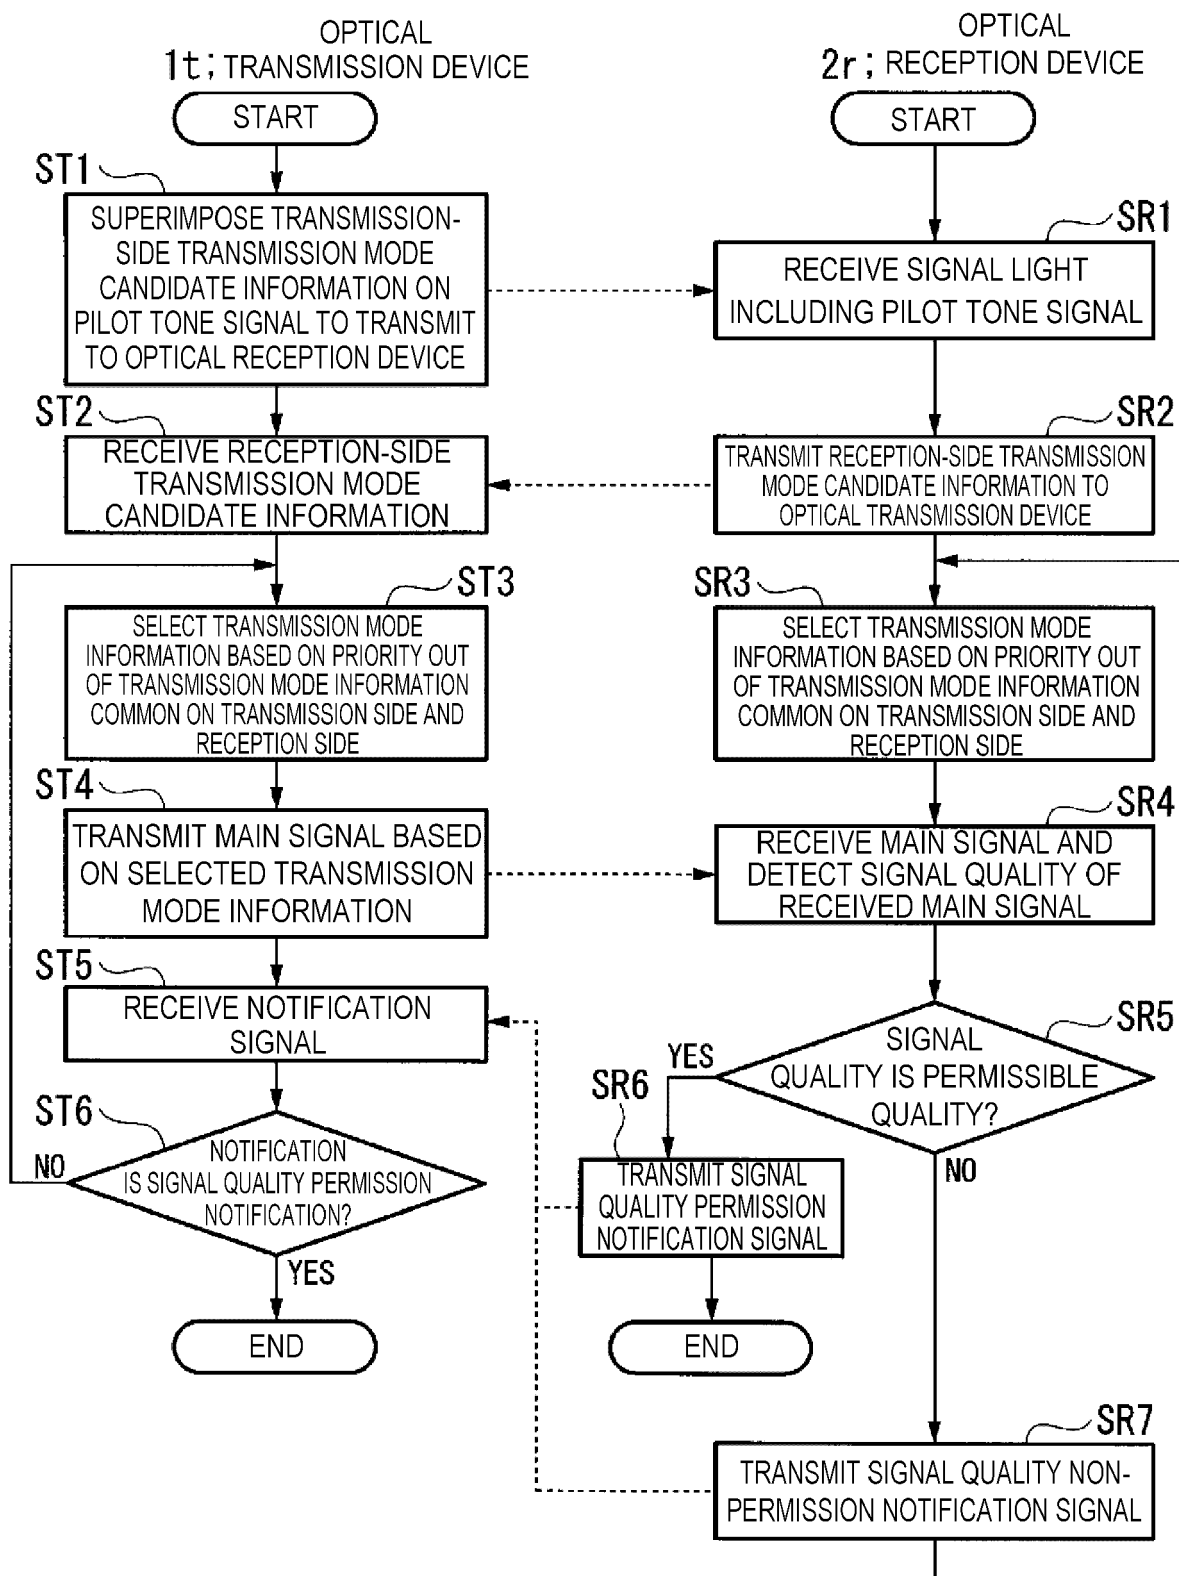 OPTICAL
1t; TRANSMISSION DEVICE
START
ST1
SUPERIMPOSE TRANSMISSION-
SIDE TRANSMISSION MODE
CANDIDATE INFORMATION ON
PILOT TONE SIGNAL TO TRANSMIT
TO OPTICAL RECEPTION DEVICE
ST2
RECEIVE RECEPTION-SIDE
TRANSMISSION MODE
CANDIDATE INFORMATION
ST3
SELECT TRANSMISSION MODE
INFORMATION BASED ON PRIORITY OUT
OF TRANSMISSION MODE INFORMATION
COMMON ON TRANSMISSION SIDE AND
RECEPTION SIDE
ST4
TRANSMIT MAIN SIGNAL BASED
ON SELECTED TRANSMISSION
MODE INFORMATION
ST5
RECEIVE NOTIFICATION
SIGNAL
ST6
NOTIFICATION
IS SIGNAL QUALITY PERMISSION
NOTIFICATION?
NO
YES
END
OPTICAL
2r; RECEPTION DEVICE
START
SR1
RECEIVE SIGNAL LIGHT
INCLUDING PILOT TONE SIGNAL
SR2
TRANSMIT RECEPTION-SIDE TRANSMISSION
MODE CANDIDATE INFORMATION TO
OPTICAL TRANSMISSION DEVICE
SR3
SELECT TRANSMISSION MODE
INFORMATION BASED ON PRIORITY OUT
OF TRANSMISSION MODE INFORMATION
COMMON ON TRANSMISSION SIDE AND
RECEPTION SIDE
SR4
RECEIVE MAIN SIGNAL AND
DETECT SIGNAL QUALITY OF
RECEIVED MAIN SIGNAL
SR5
SIGNAL
QUALITY IS PERMISSIBLE
QUALITY?
YES
NO
SR6
TRANSMIT SIGNAL
QUALITY PERMISSION
NOTIFICATION SIGNAL
END
SR7
TRANSMIT SIGNAL QUALITY NON-
PERMISSION NOTIFICATION SIGNAL